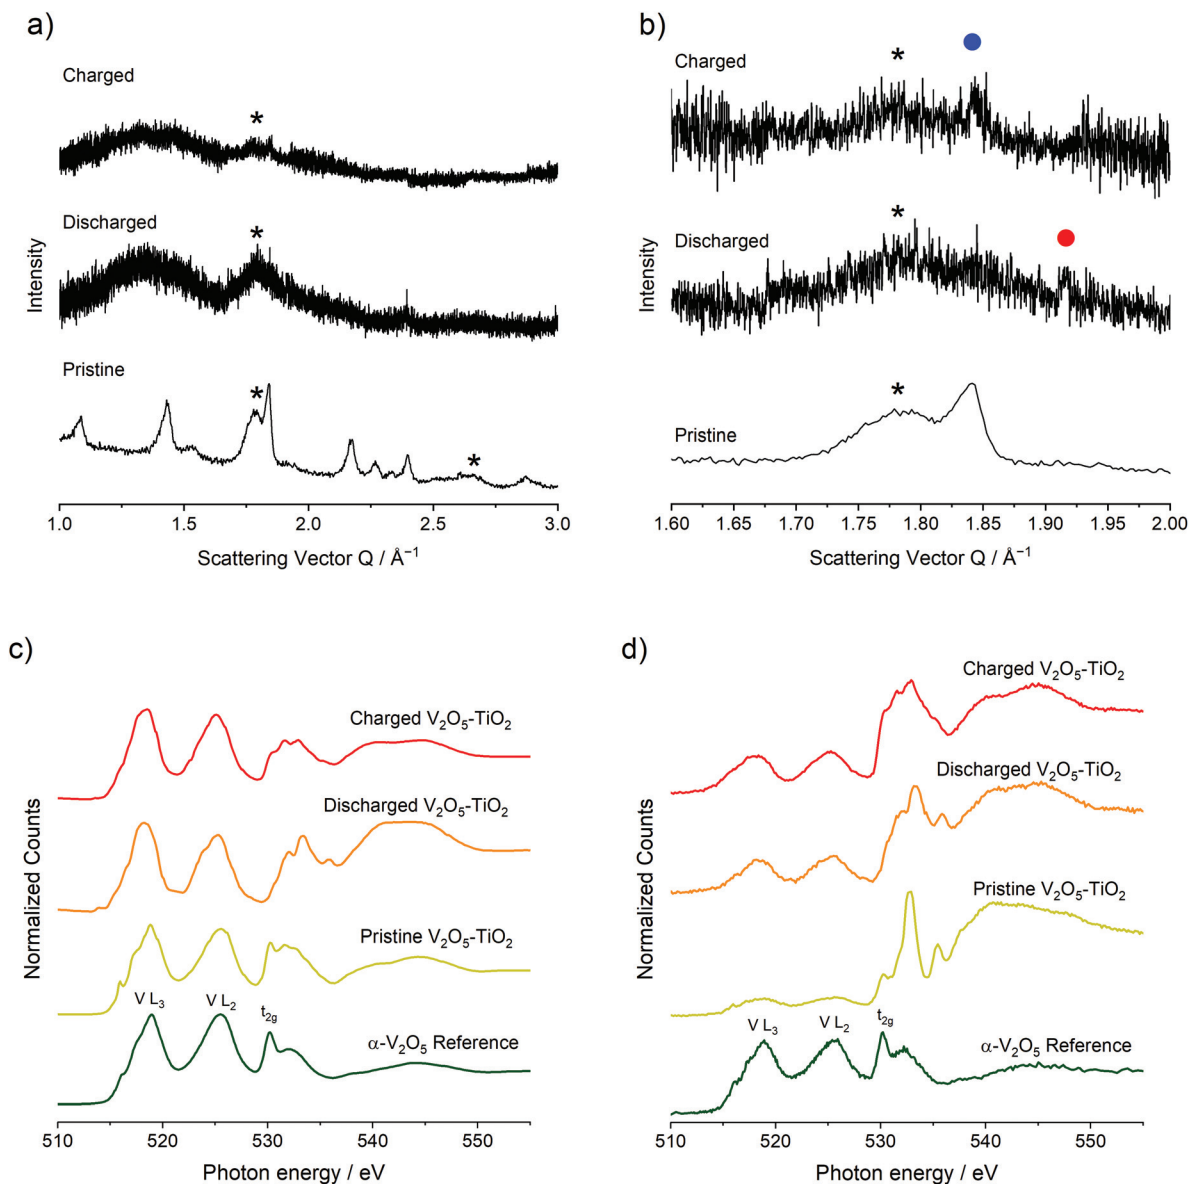 a)
Charged
*
Discharged
*
Pristine
*
*
Intensity
1.0 1.5 2.0 2.5 3.0
Scattering Vector Q / Å⁻¹
b)
Charged
*
Discharged
*
Pristine
*
Intensity
1.60 1.65 1.70 1.75 1.80 1.85 1.90 1.95 2.00
Scattering Vector Q / Å⁻¹
c)
Charged V₂O₅-TiO₂
Discharged V₂O₅-TiO₂
Pristine V₂O₅-TiO₂
V L₃ V L₂ t₂g
α-V₂O₅ Reference
Normalized Counts
510 520 530 540 550
Photon energy / eV
d)
Charged V₂O₅-TiO₂
Discharged V₂O₅-TiO₂
Pristine V₂O₅-TiO₂
V L₃ V L₂ t₂g
α-V₂O₅ Reference
Normalized Counts
510 520 530 540 550
Photon energy / eV